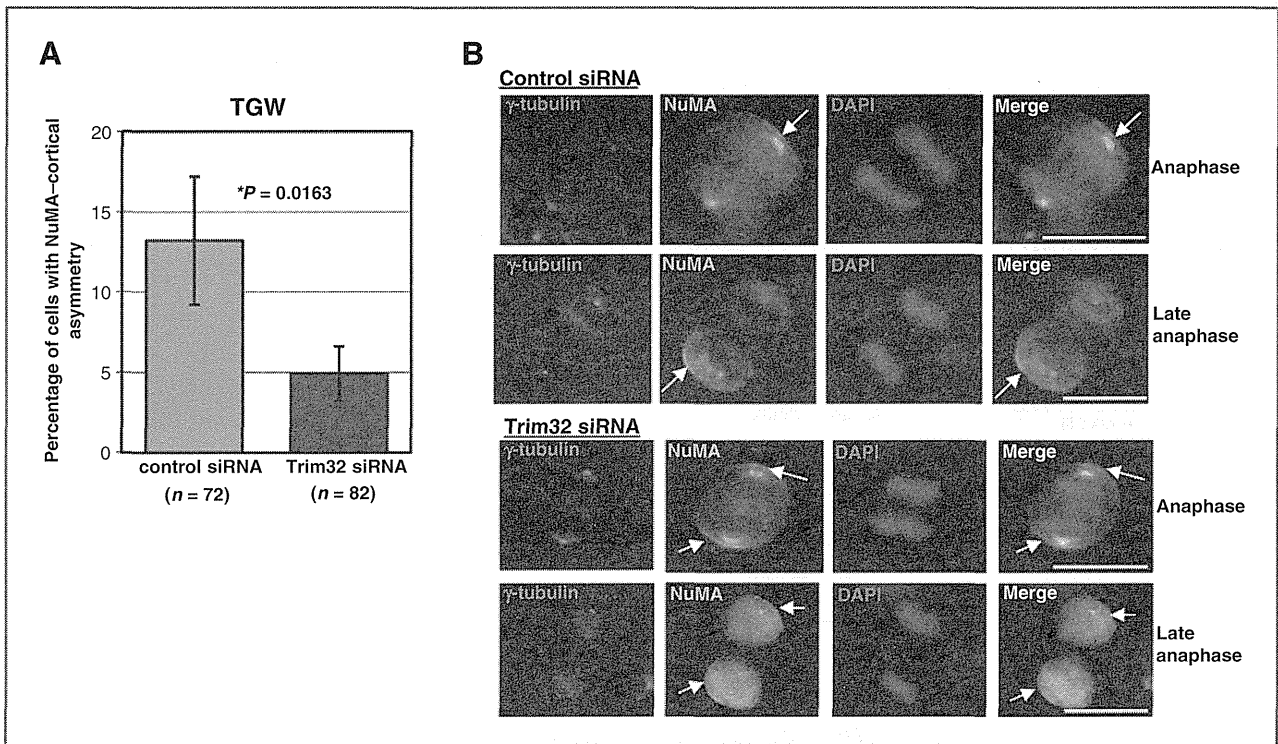 A
TGW
Percentage of cells with NuMA–cortical
asymmetry
20
15
10
5
0
*P = 0.0163
control siRNA
(n = 72)
Trim32 siRNA
(n = 82)
B
Control siRNA
γ-tubulin
NuMA
DAPI
Merge
Anaphase
γ-tubulin
NuMA
DAPI
Merge
Late
anaphase
Trim32 siRNA
γ-tubulin
NuMA
DAPI
Merge
Anaphase
γ-tubulin
NuMA
DAPI
Merge
Late
anaphase